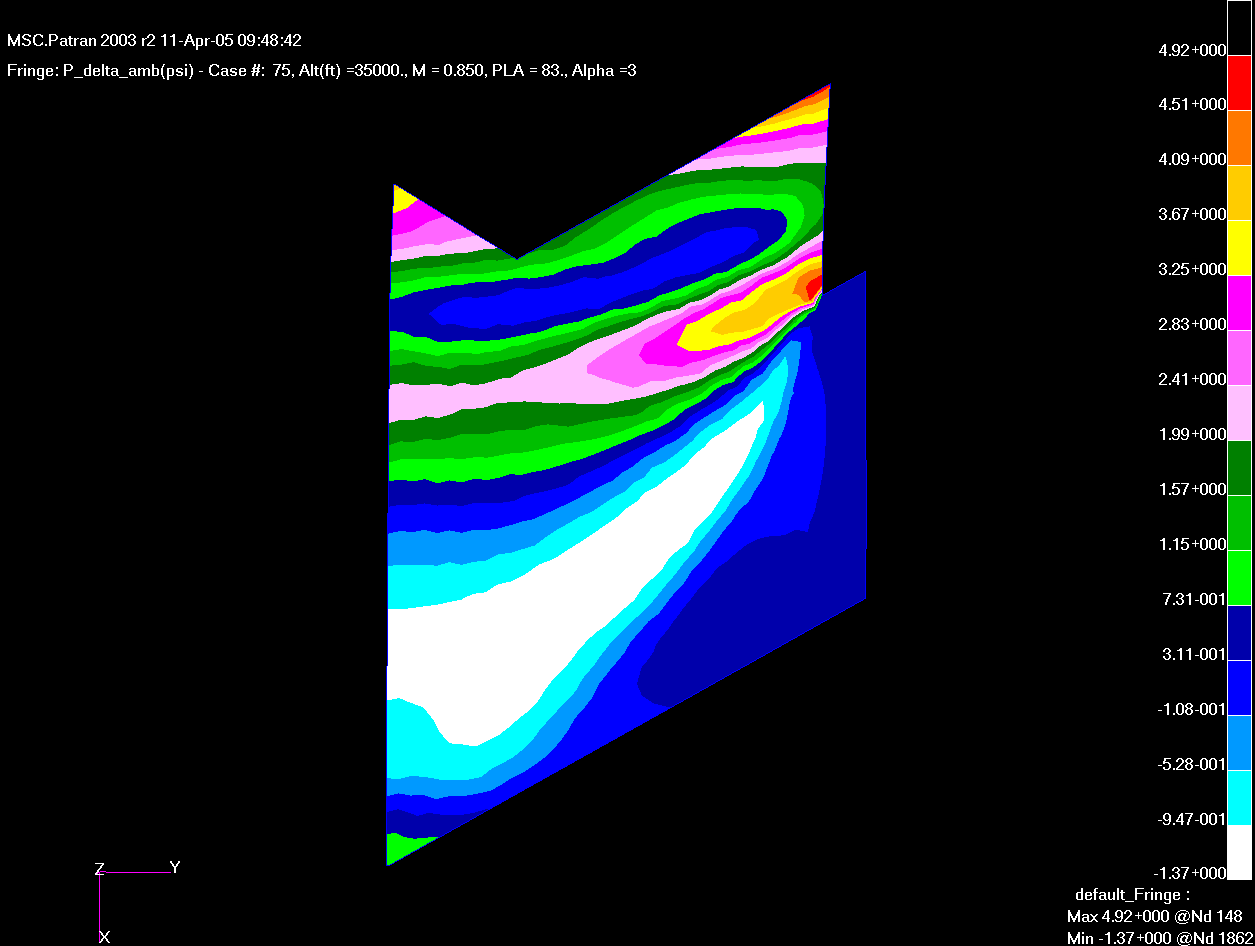 MSC.Patran 2003 r2 11-Apr-05 09:48:42
Fringe: P_delta_amb(psi) - Case #: 75, Alt(ft) =35000., M = 0.850, PLA = 83., Alpha =3
4.92+000
4.51+000
4.09+000
3.67+000
3.25+000
2.83+000
2.41+000
1.99+000
1.57+000
1.15+000
7.31-001
3.11-001
-1.08-001
-5.28-001
-9.47-001
-1.37+000
Z Y
X
default_Fringe :
Max 4.92+000 @Nd 148
Min -1.37+000 @Nd 1862